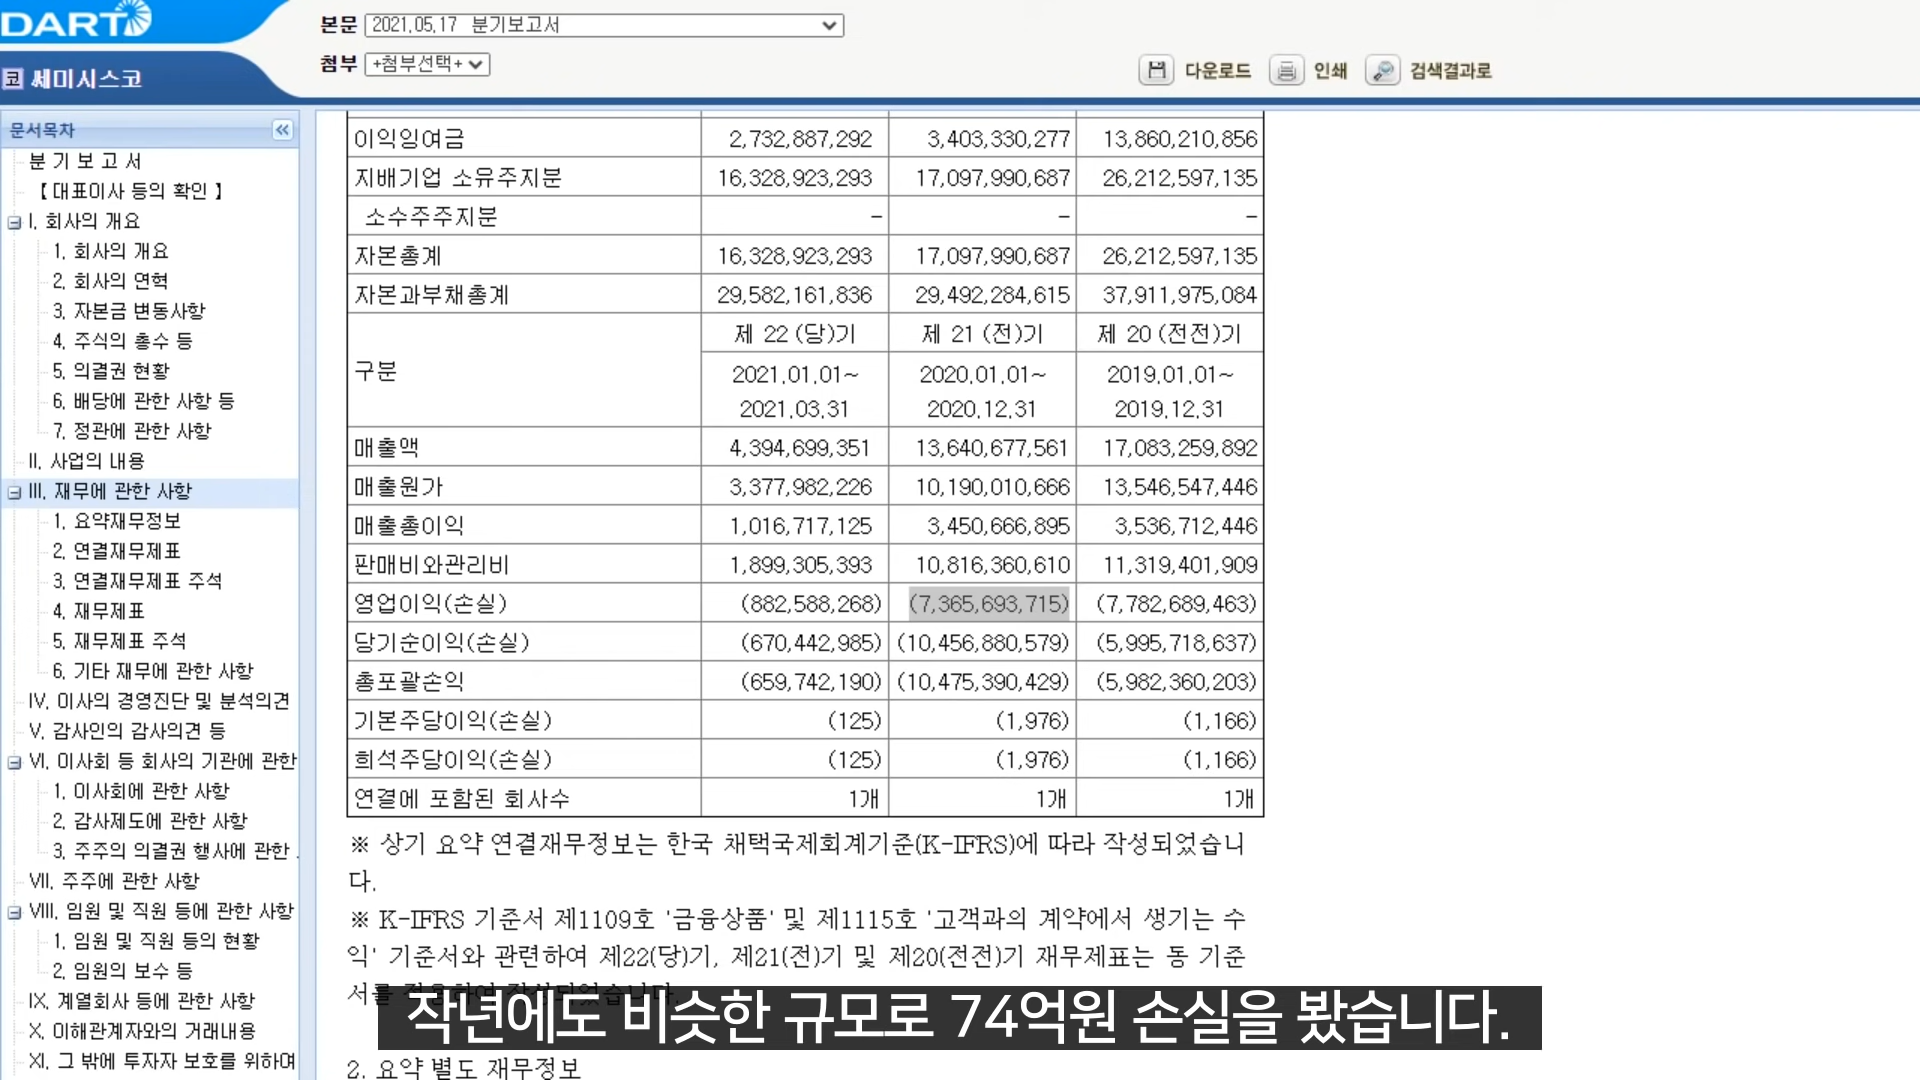 DART
본문 2021.05.17 분기보고서
첨부 +첨부선택+
다운로드 인쇄 검색결과로
코 쎄미시스코
문서목차
분 기 보 고 서
【 대표이사 등의 확인 】
I. 회사의 개요
1. 회사의 개요
2. 회사의 연혁
3. 자본금 변동사항
4. 주식의 총수 등
5. 의결권 현황
6. 배당에 관한 사항 등
7. 정관에 관한 사항
II. 사업의 내용
III. 재무에 관한 사항
1. 요약재무정보
2. 연결재무제표
3. 연결재무제표 주석
4. 재무제표
5. 재무제표 주석
6. 기타 재무에 관한 사항
IV. 이사의 경영진단 및 분석의견
V. 감사인의 감사의견 등
VI. 이사회 등 회사의 기관에 관한
1. 이사회에 관한 사항
2. 감사제도에 관한 사항
3. 주주의 의결권 행사에 관한 .
VII. 주주에 관한 사항
VIII. 임원 및 직원 등에 관한 사항
1. 임원 및 직원 등의 현황
2. 임원의 보수 등
IX. 계열회사 등에 관한 사항
X. 이해관계자와의 거래내용
XI. 그 밖에 투자자 보호를 위하여
이익잉여금 2,732,887,292 3,403,330,277 13,860,210,856
지배기업 소유주지분 16,328,923,293 17,097,990,687 26,212,597,135
소수주주지분 - - -
자본총계 16,328,923,293 17,097,990,687 26,212,597,135
자본과부채총계 29,582,161,836 29,492,284,615 37,911,975,084
구분 제 22 (당)기 제 21 (전)기 제 20 (전전)기
2021.01.01~ 2020.01.01~ 2019.01.01~
2021.03.31 2020.12.31 2019.12.31
매출액 4,394,699,351 13,640,677,561 17,083,259,892
매출원가 3,377,982,226 10,190,010,666 13,546,547,446
매출총이익 1,016,717,125 3,450,666,895 3,536,712,446
판매비와관리비 1,899,305,393 10,816,360,610 11,319,401,909
영업이익(손실) (882,588,268) (7,365,693,715) (7,782,689,463)
당기순이익(손실) (670,442,985) (10,456,880,579) (5,995,718,637)
총포괄손익 (659,742,190) (10,475,390,429) (5,982,360,203)
기본주당이익(손실) (125) (1,976) (1,166)
희석주당이익(손실) (125) (1,976) (1,166)
연결에 포함된 회사수 1개 1개 1개
※ 상기 요약 연결재무정보는 한국 채택국제회계기준(K-IFRS)에 따라 작성되었습니
다.
※ K-IFRS 기준서 제1109호 '금융상품' 및 제1115호 '고객과의 계약에서 생기는 수
익' 기준서와 관련하여 제22(당)기, 제21(전)기 및 제20(전전)기 재무제표는 동 기준
서를 적용하여 작성되었습니다.
작년에도 비슷한 규모로 74억원 손실을 봤습니다.
2. 요약 별도 재무정보